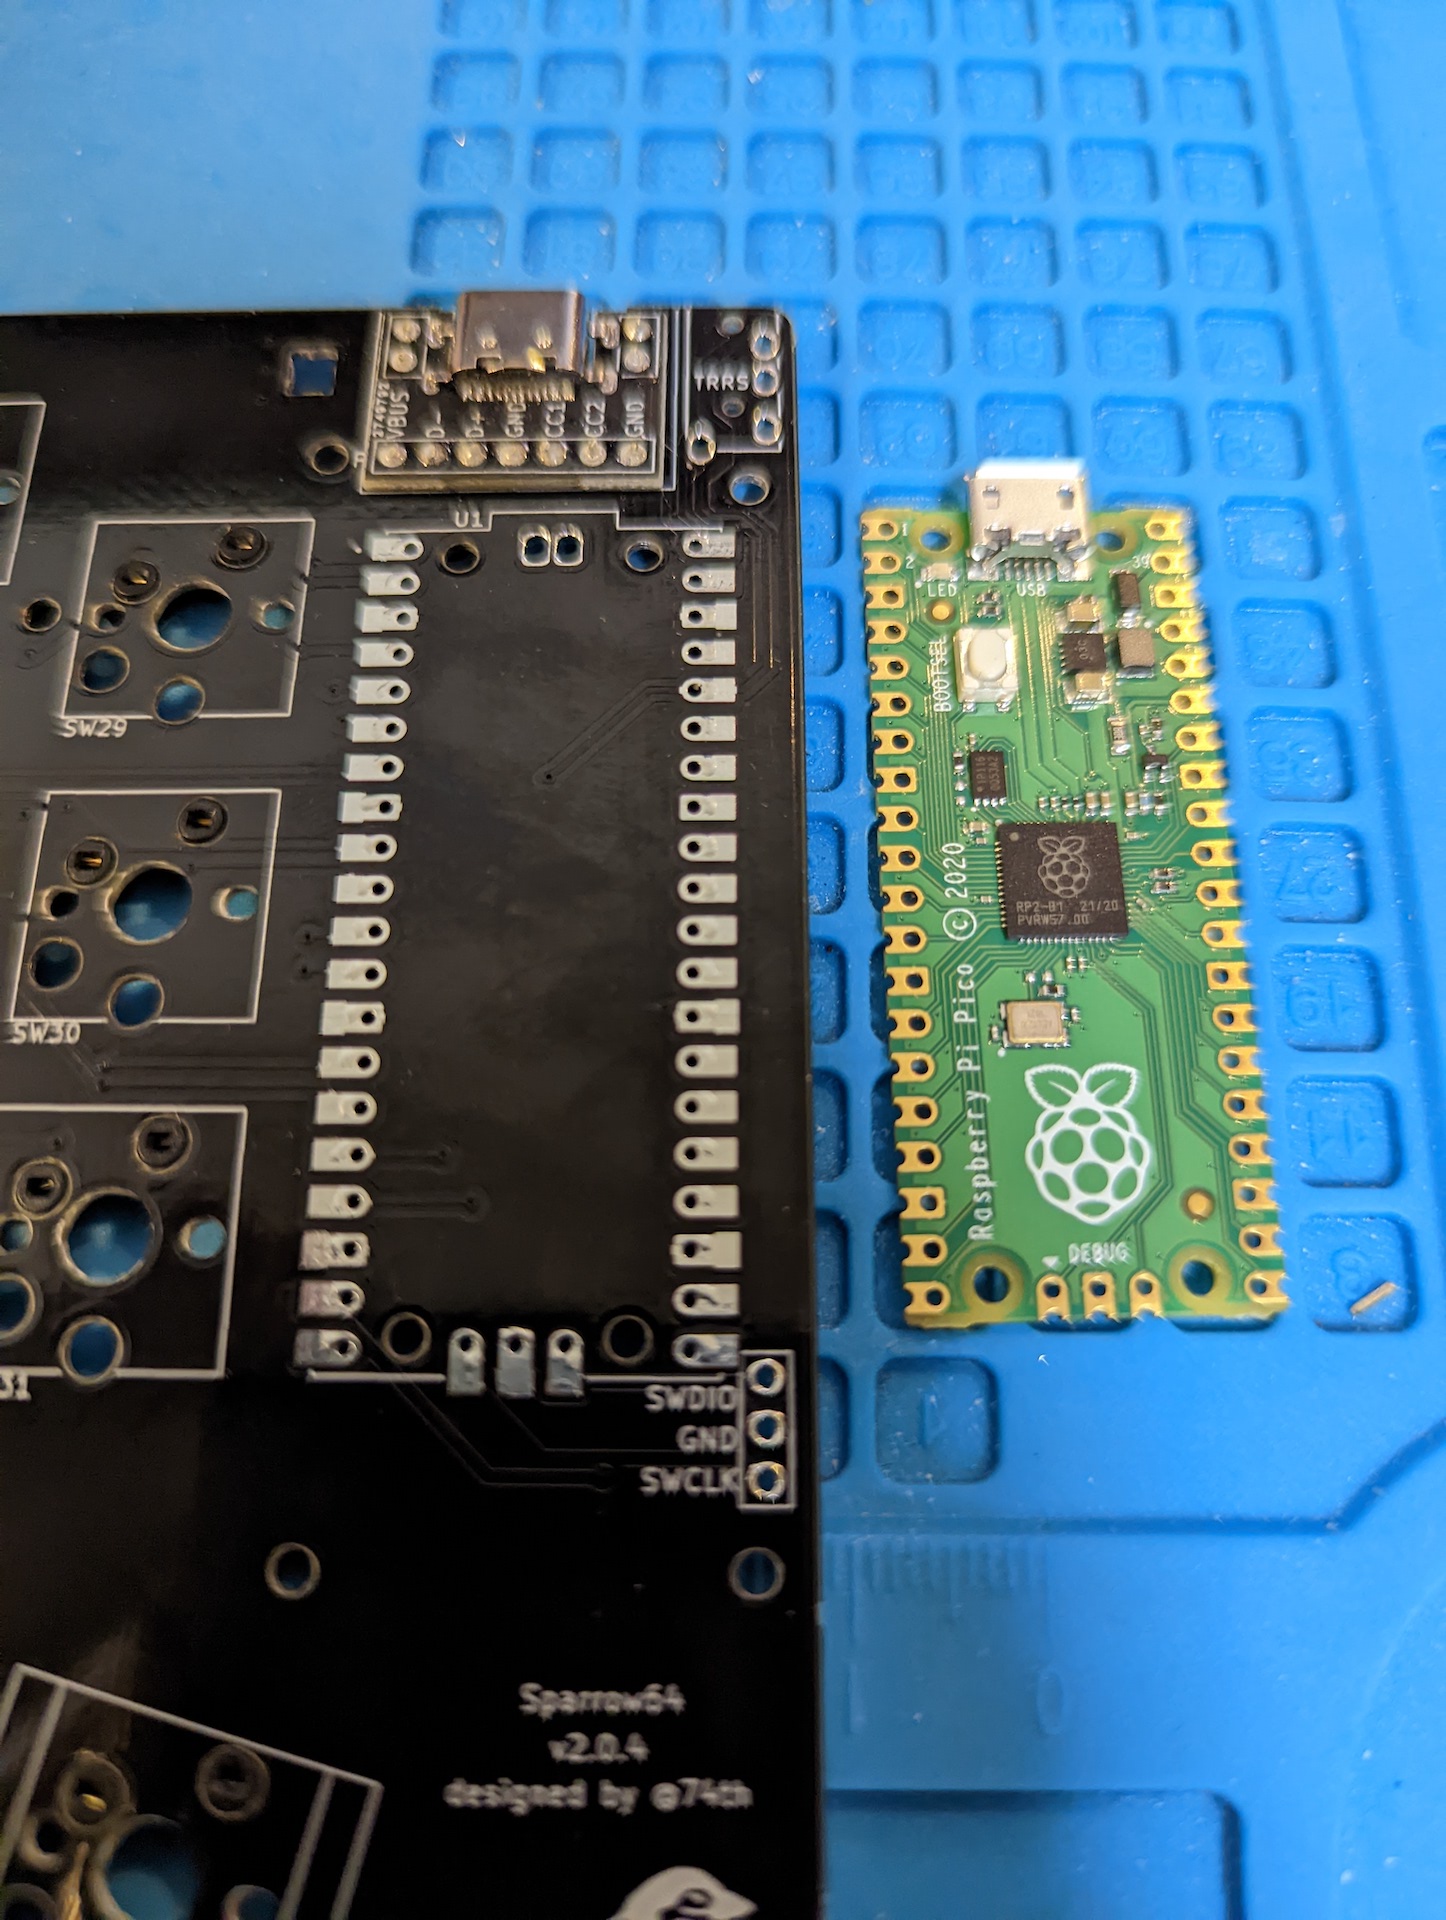 TRRS
VBUS
D-
D+
GND
CC1
CC2
GND
U1
SW29
SW30
31
SWDIO
GND
SWCLK
Sparrow64
v2.0.4
designed by @74th
1
2
39
LED
USB
BOOTSEL
RP2-B1 21/20
PVRW57.00
Raspberry Pi Pico © 2020
DEBUG